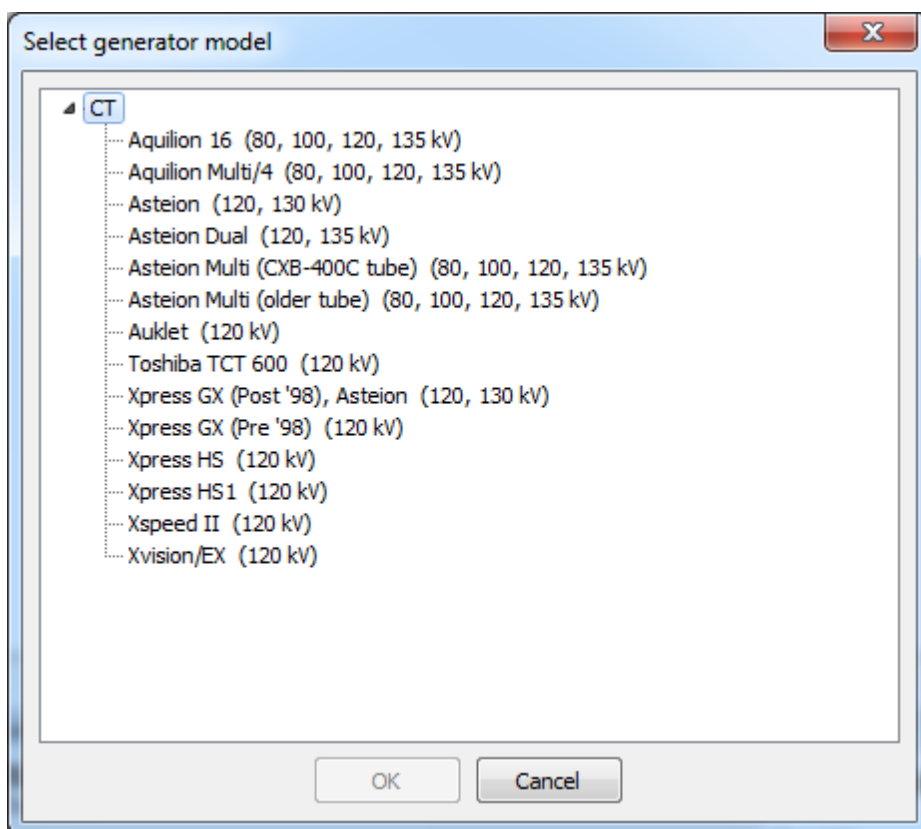 Select generator model
CT
Aquilion 16 (80, 100, 120, 135 kV)
Aquilion Multi/4 (80, 100, 120, 135 kV)
Asteion (120, 130 kV)
Asteion Dual (120, 135 kV)
Asteion Multi (CXB-400C tube) (80, 100, 120, 135 kV)
Asteion Multi (older tube) (80, 100, 120, 135 kV)
Auklet (120 kV)
Toshiba TCT 600 (120 kV)
Xpress GX (Post '98), Asteion (120, 130 kV)
Xpress GX (Pre '98) (120 kV)
Xpress HS (120 kV)
Xpress HS1 (120 kV)
Xspeed II (120 kV)
Xvision/EX (120 kV)
OK Cancel